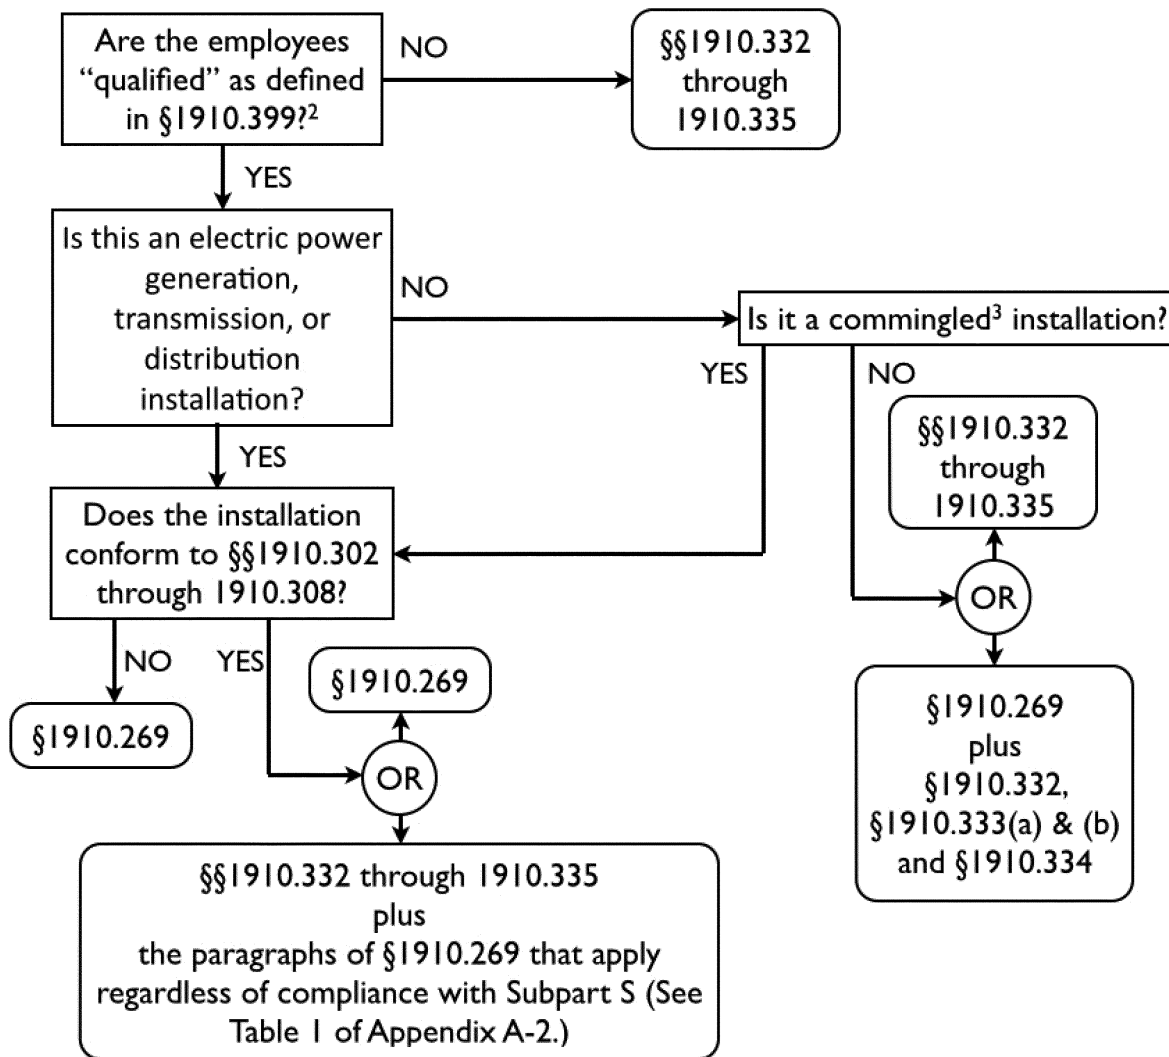 Are the employees
“qualified” as defined
in §1910.399?²
NO
§§1910.332
through
1910.335
YES
Is this an electric power
generation,
transmission, or
distribution
installation?
NO
Is it a commingled³ installation?
YES
NO
§§1910.332
through
1910.335
OR
§1910.269
plus
§1910.332,
§1910.333(a) & (b)
and §1910.334
YES
Does the installation
conform to §§1910.302
through 1910.308?
NO
§1910.269
YES
§1910.269
OR
§§1910.332 through 1910.335
plus
the paragraphs of §1910.269 that apply
regardless of compliance with Subpart S (See
Table 1 of Appendix A-2.)